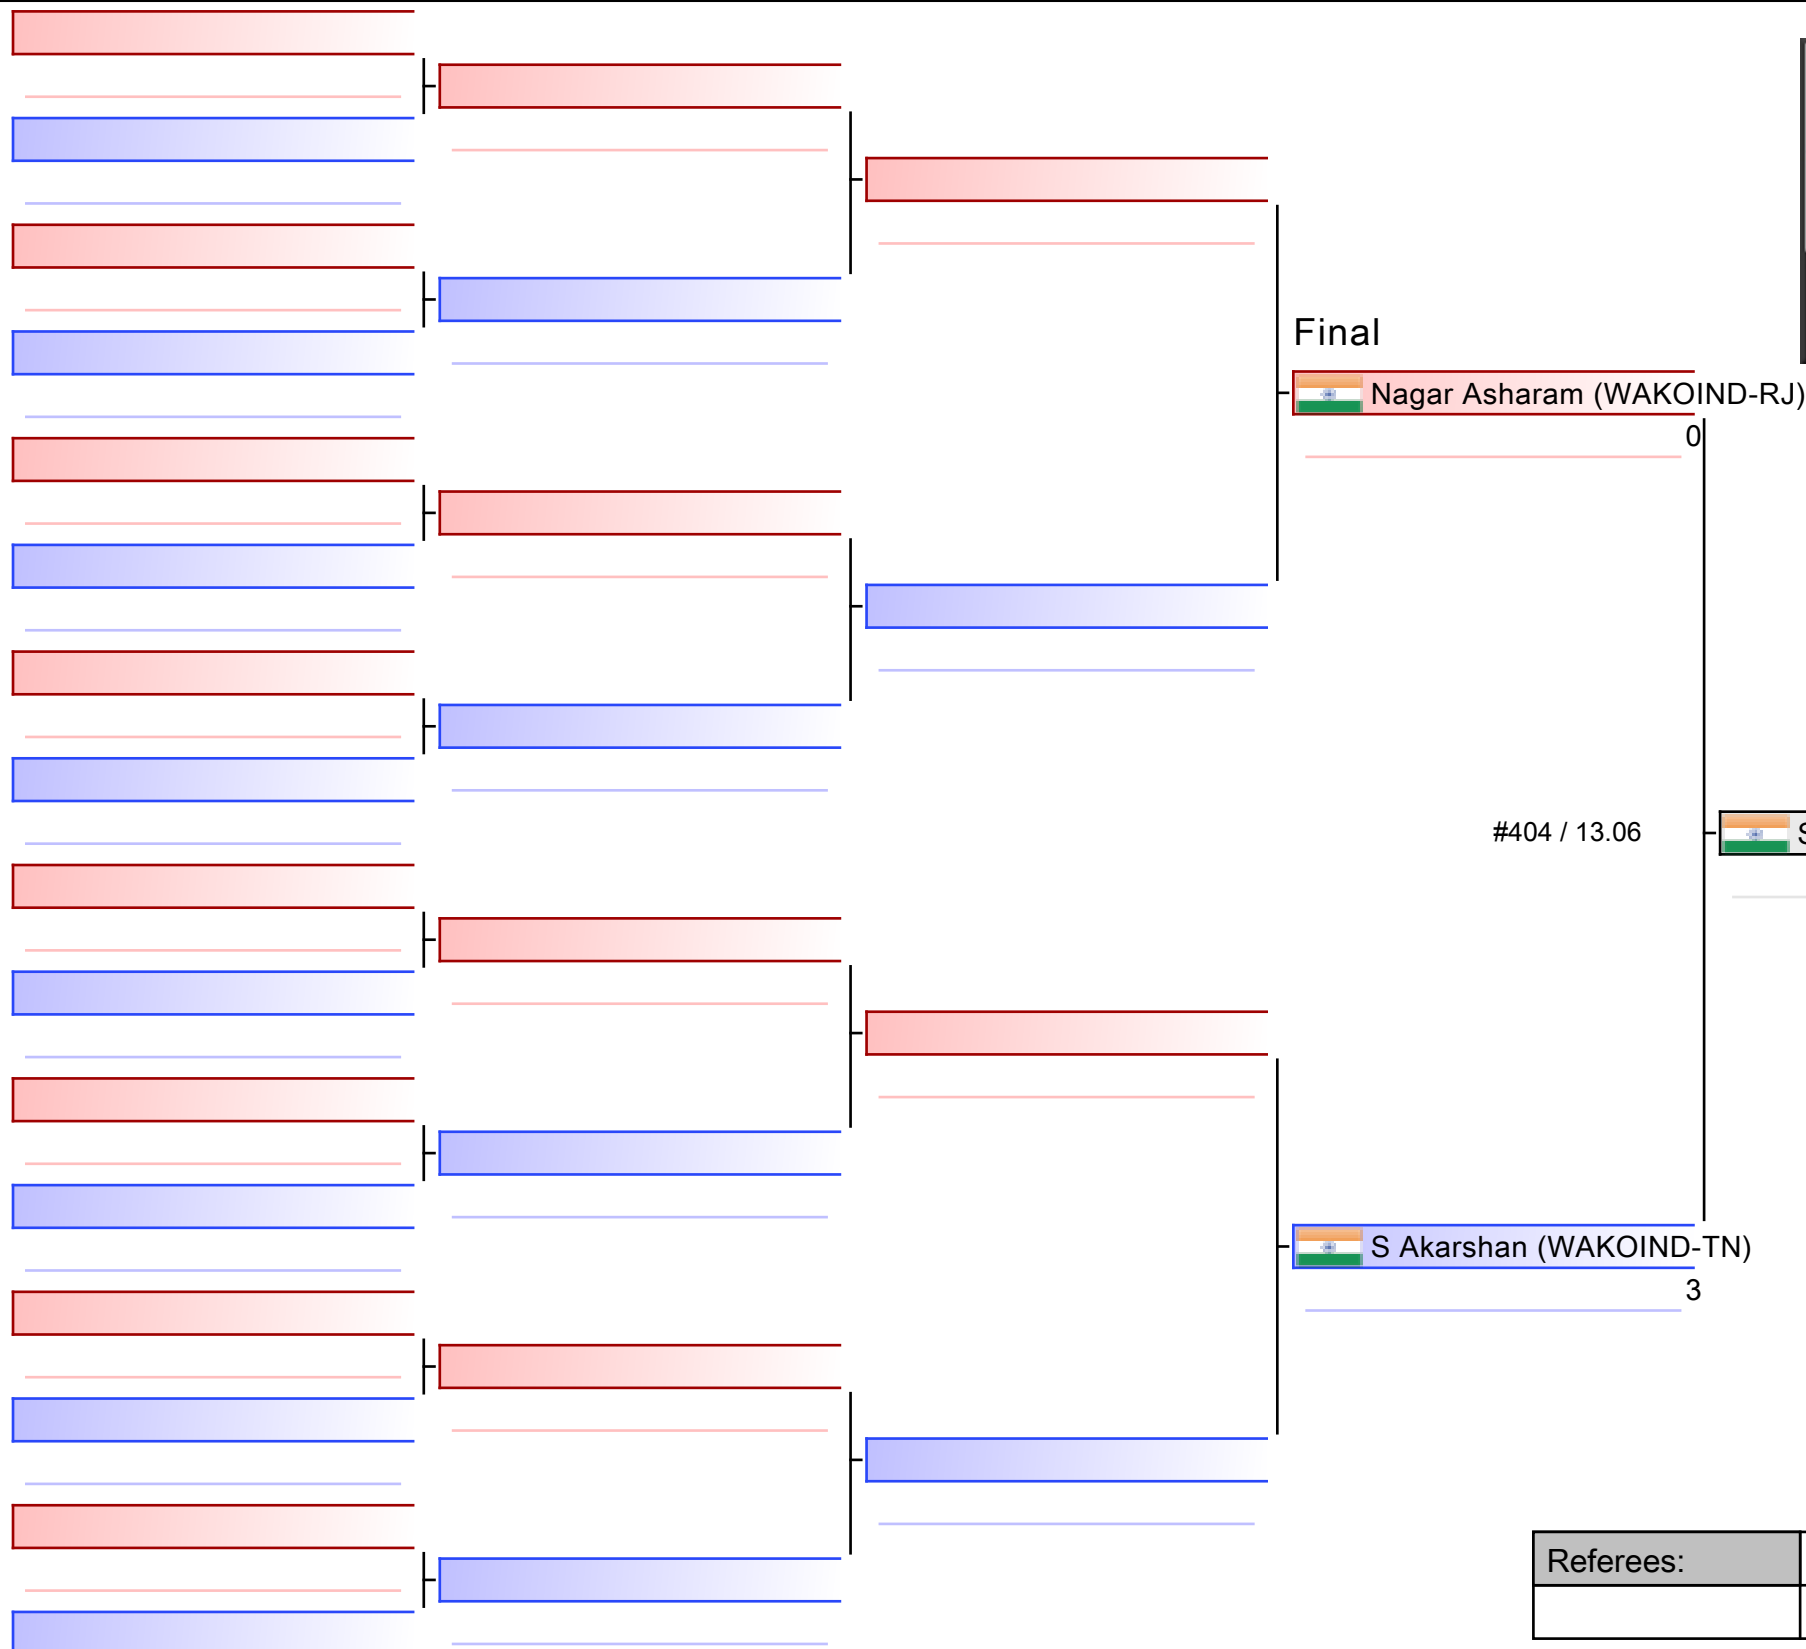 Final
Nagar Asharam (WAKOIND-RJ)
0
#404 / 13.06
S
S Akarshan (WAKOIND-TN)
3
Referees: